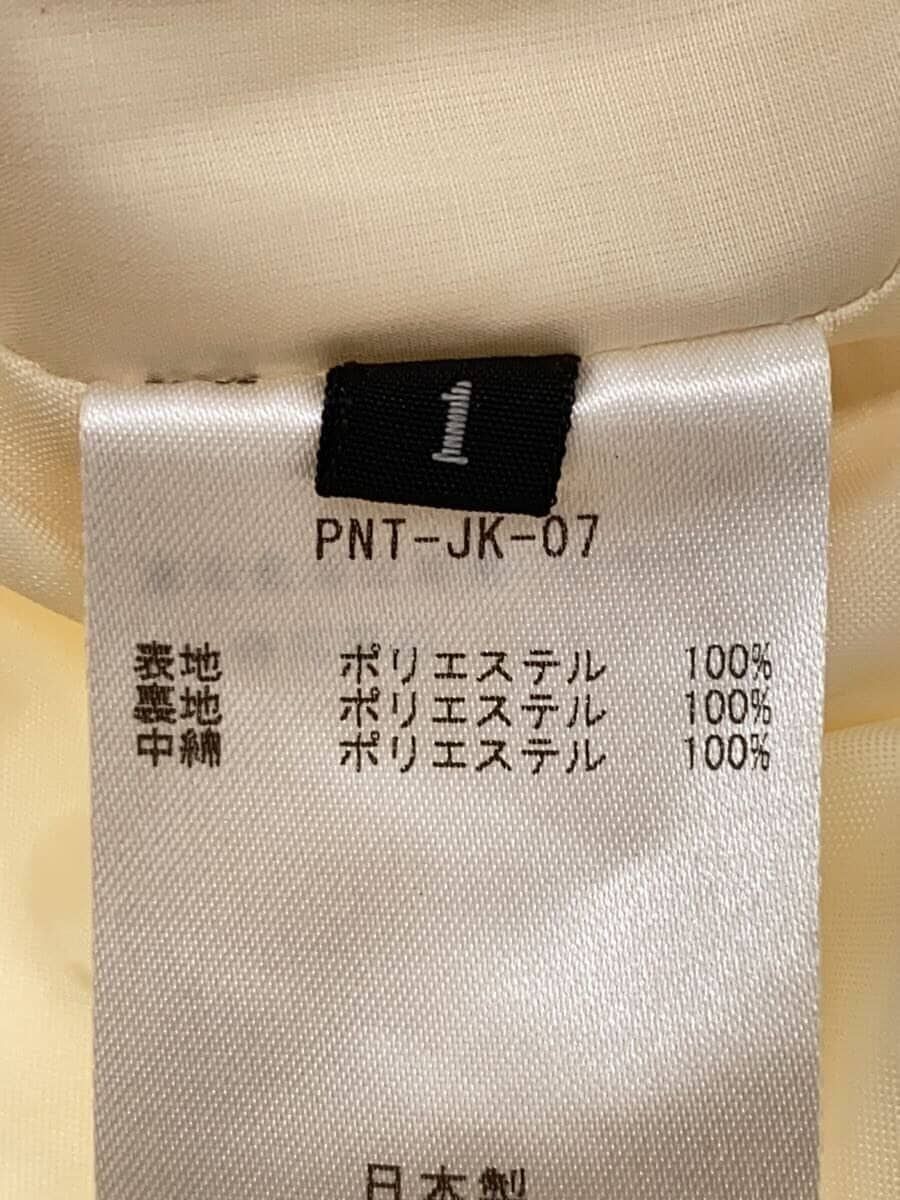 1
PNT-JK-07
表地 ポリエステル 100%
裏地 ポリエステル 100%
中綿 ポリエステル 100%
日本製